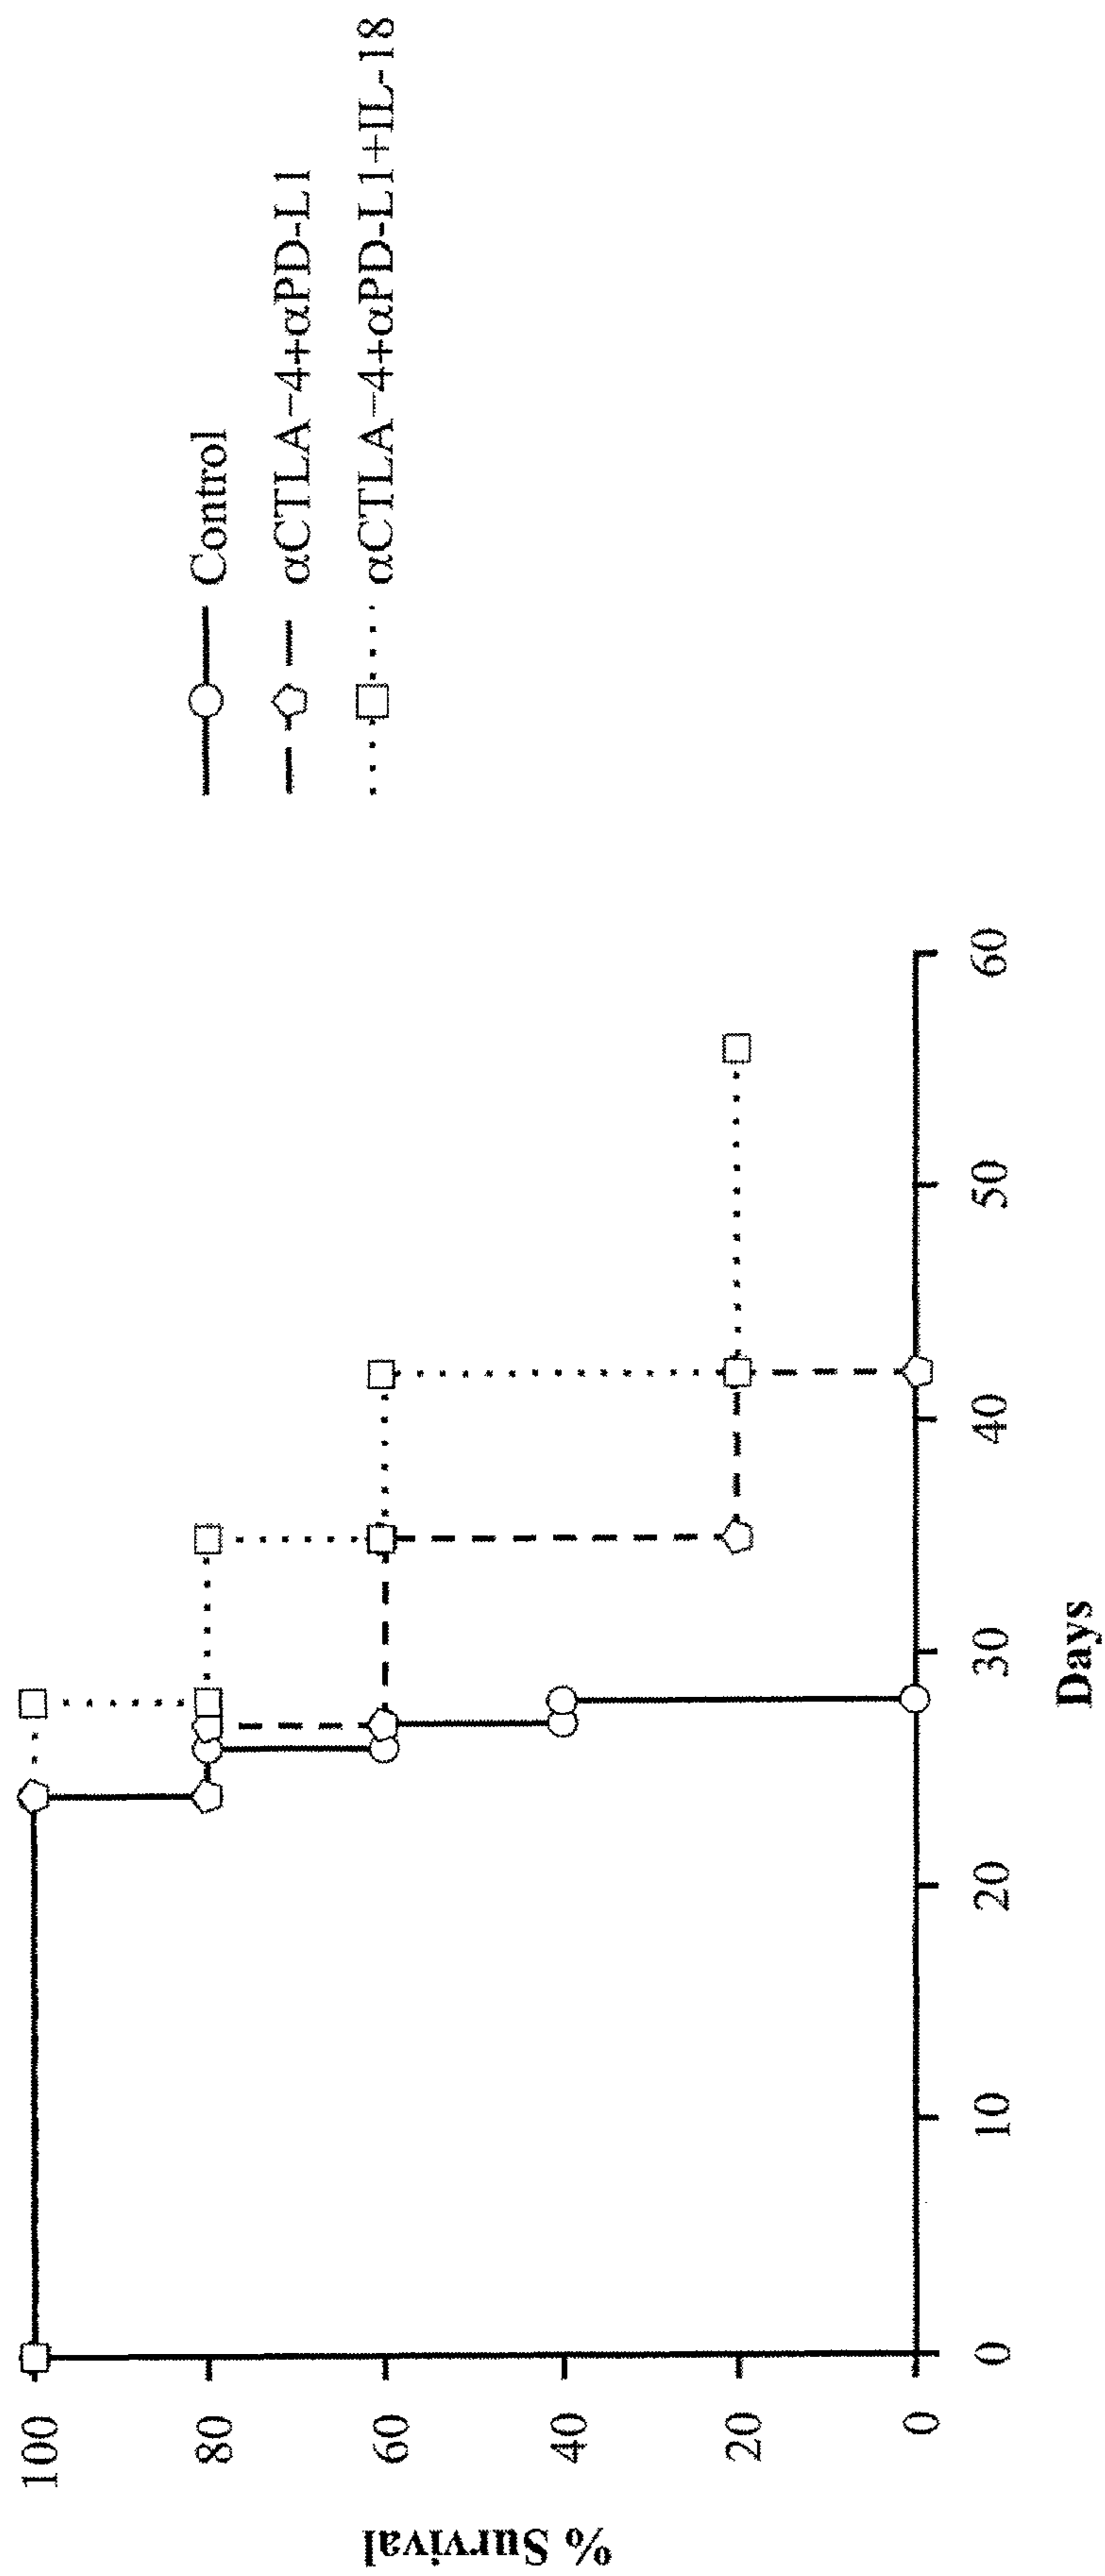 % Survival
100
80
60
40
20
0
0
10
20
30
40
50
60
Days
Control
αCTLA-4+αPD-L1
αCTLA-4+αPD-L1+IL-18